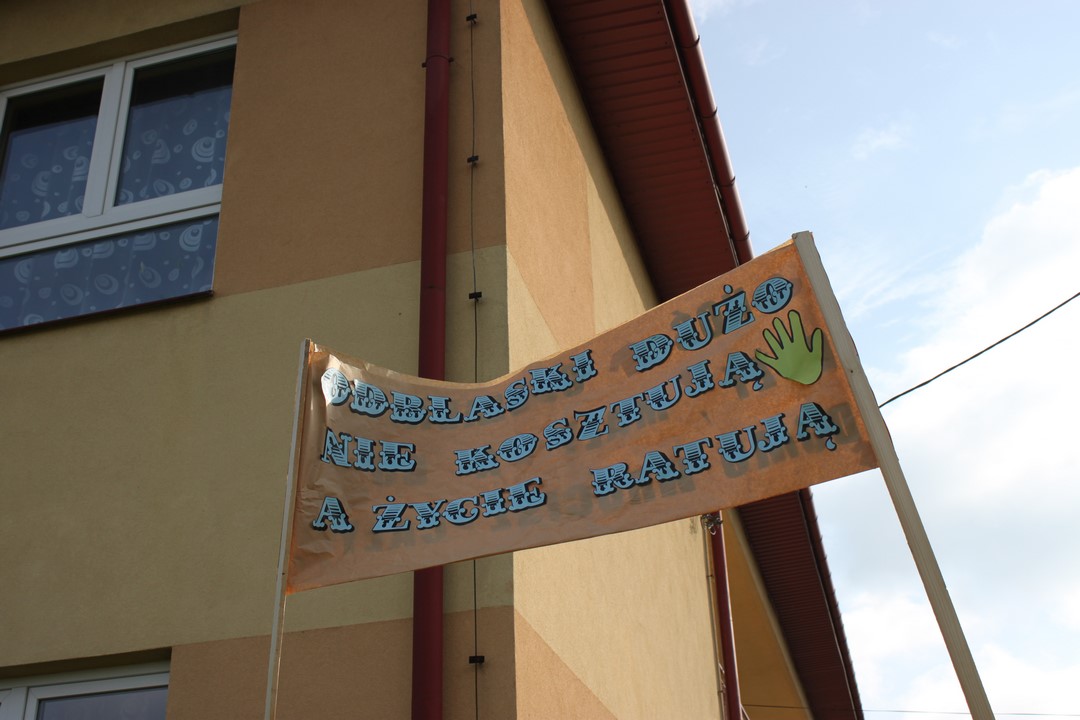 ODBLASKI DUŻO
NIE KOSZTUJĄ
A ŻYCIE RATUJĄ